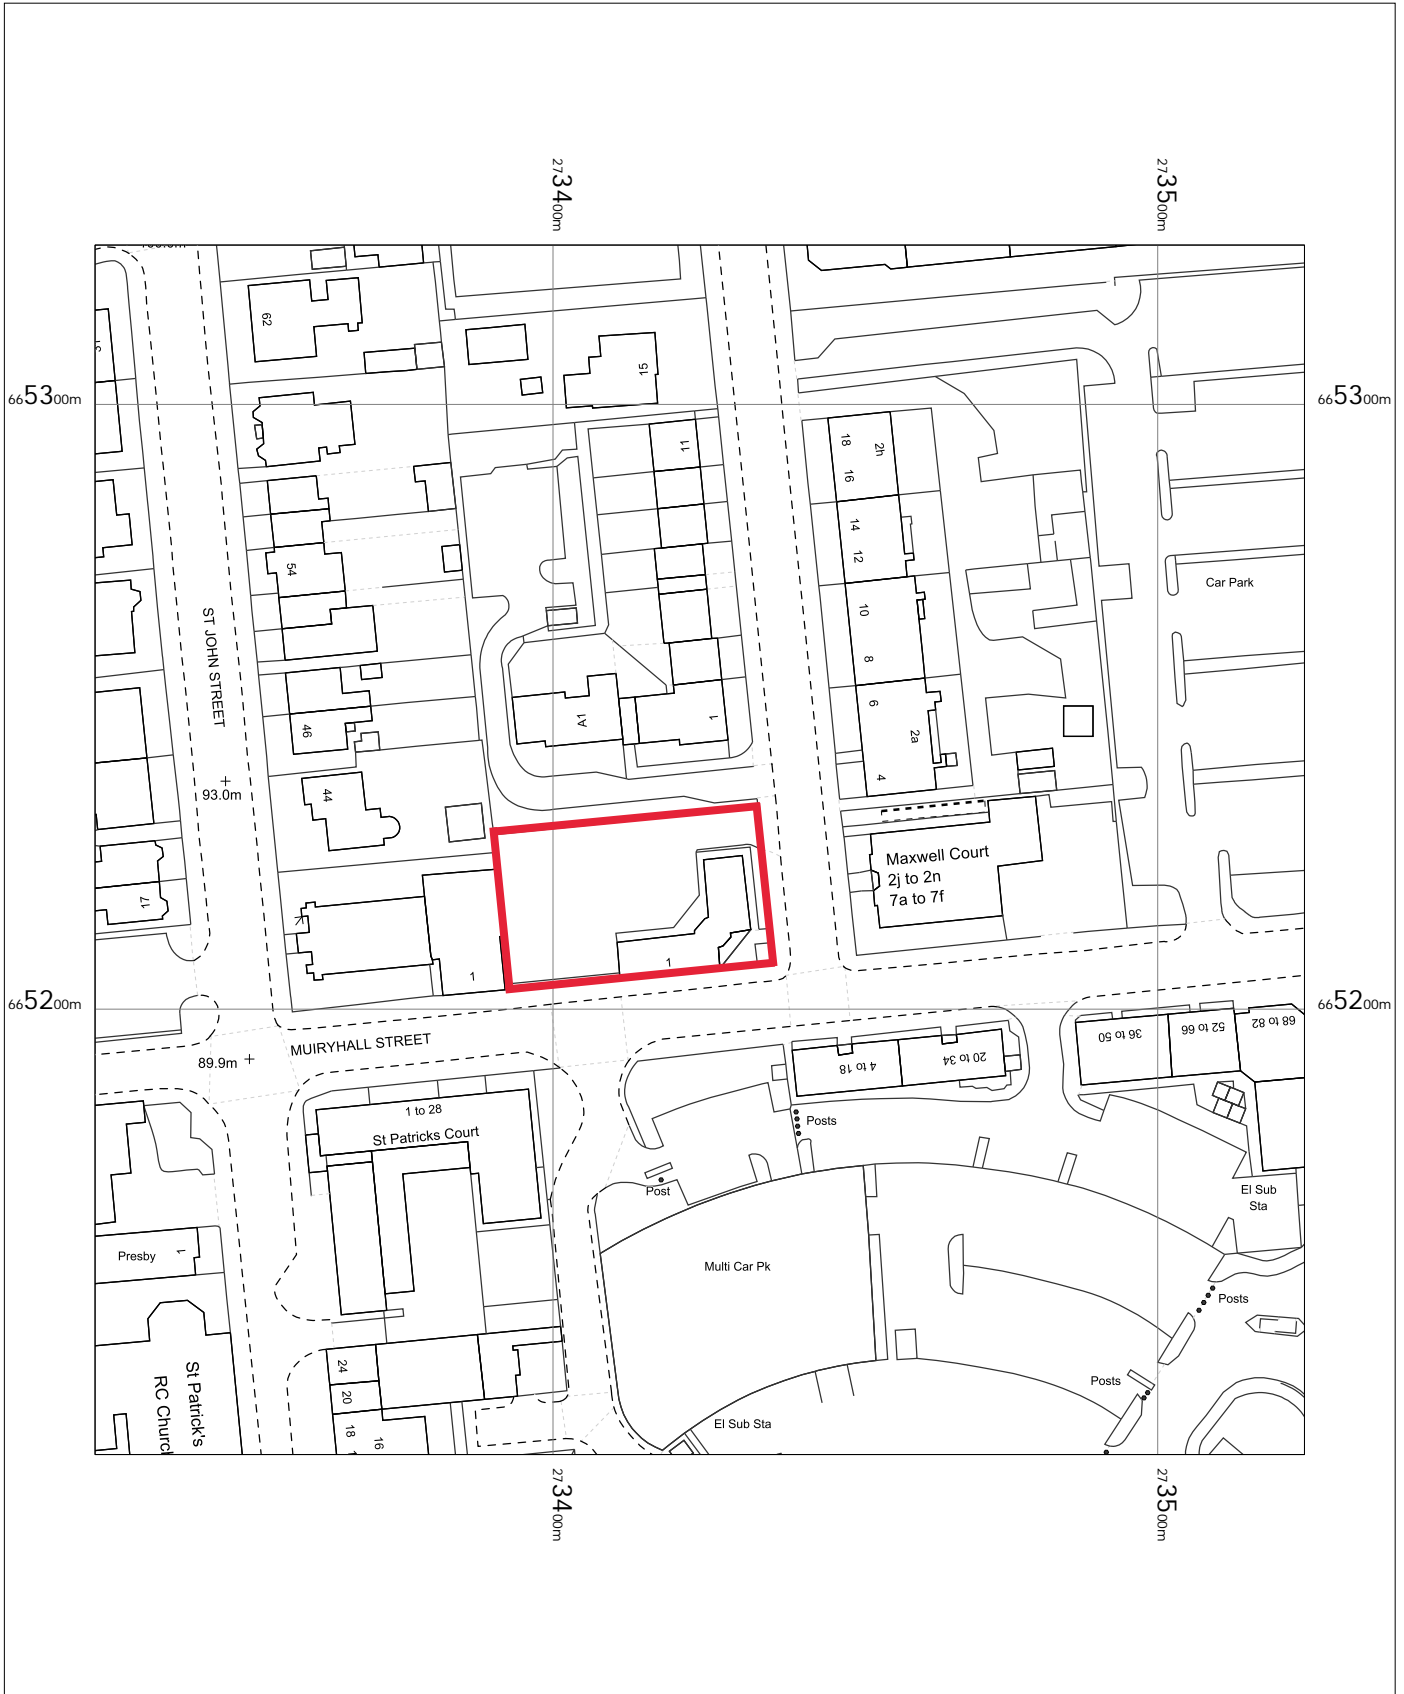 273400m
273500m
62
15
665300m
665300m
11
18
2h
16
14
12
54
Car Park
10
8
ST JOHN STREET
6
A1
1
46
2a
4
93.0m
44
Maxwell Court
2j to 2n
7a to 7f
17
1
1
665200m
665200m
MUIRYHALL STREET
89.9m
4 to 18
20 to 34
36 to 50
52 to 66
68 to 82
1 to 28
St Patricks Court
Posts
Post
El Sub
Sta
Presby
1
Multi Car Pk
Posts
24
20
18
16
St Patrick's
RC Church
Posts
El Sub Sta
273400m
273500m